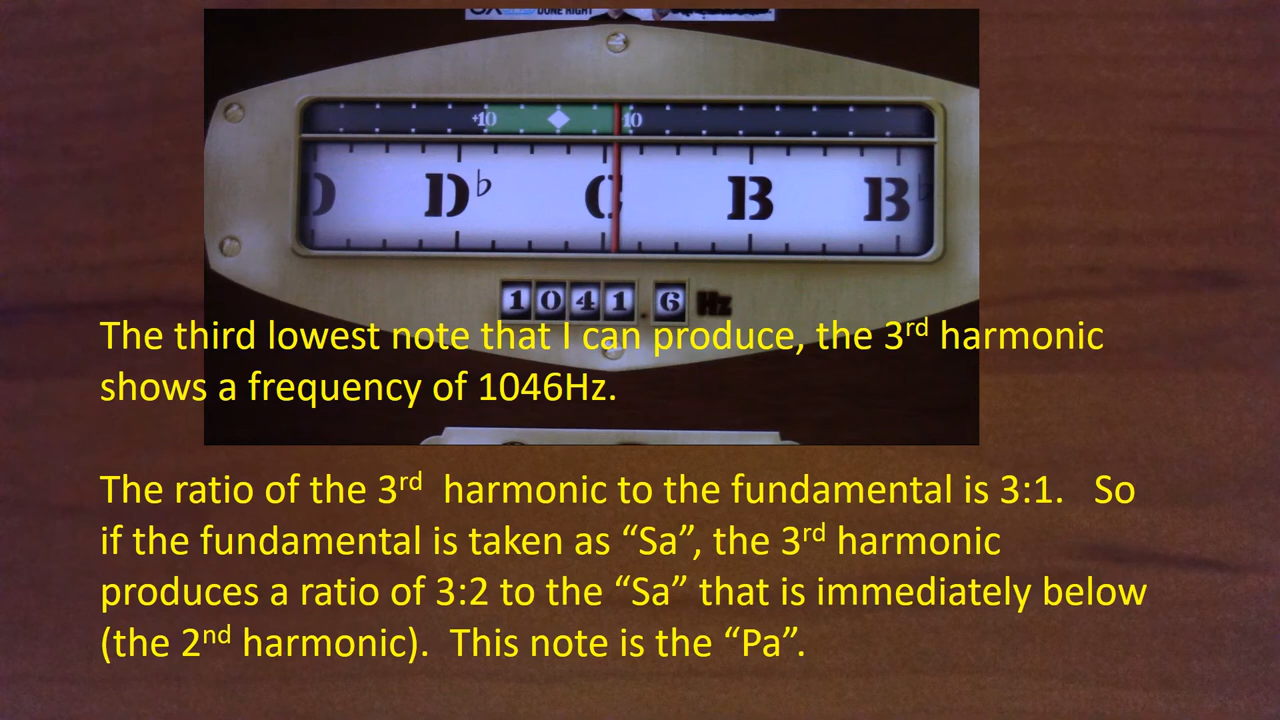 DONE RIGHT
+10 -10
D D♭ C B B♭
1041.6 Hz
The third lowest note that I can produce, the 3rd harmonic
shows a frequency of 1046Hz.
The ratio of the 3rd harmonic to the fundamental is 3:1. So
if the fundamental is taken as “Sa”, the 3rd harmonic
produces a ratio of 3:2 to the “Sa” that is immediately below
(the 2nd harmonic). This note is the “Pa”.